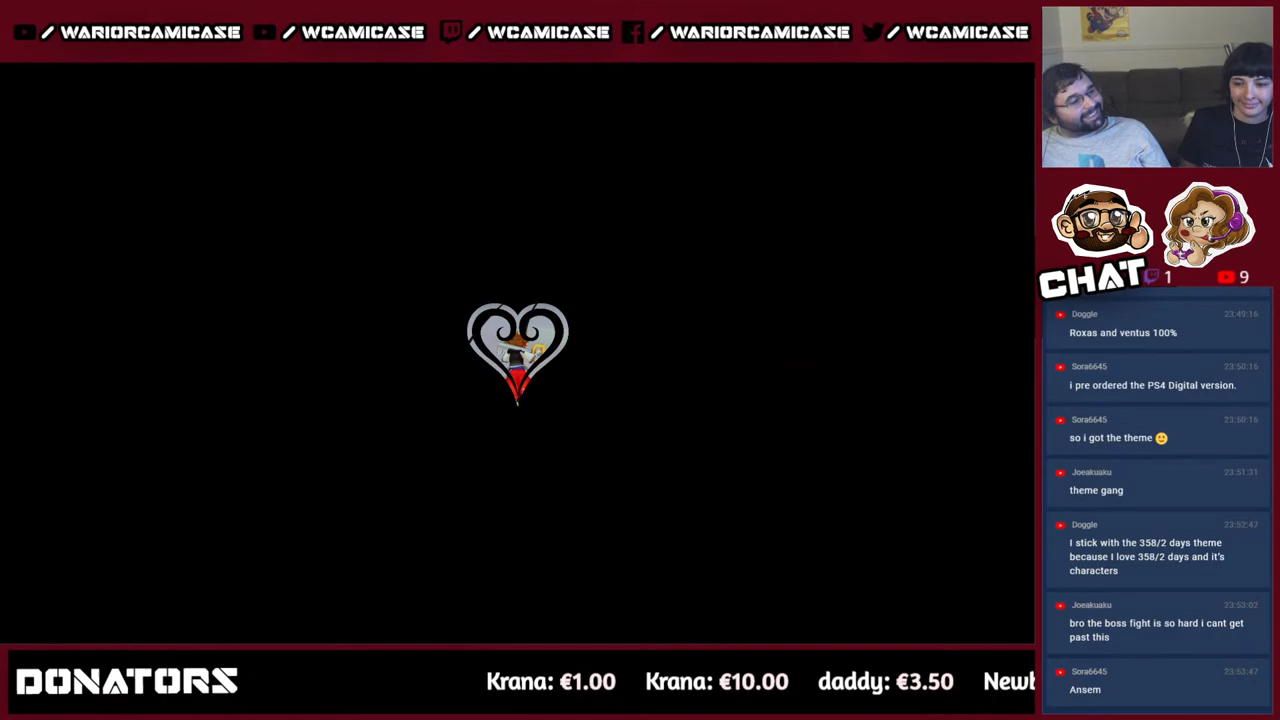 / WARIORCAMICASE / WCAMICASE / WCAMICASE / WARIORCAMICASE / WCAMICASE
CHAT 1 9
Doggle 23:49:16
Roxas and ventus 100%
Sora6645 23:50:16
i pre ordered the PS4 Digital version.
Sora6645 23:50:16
so i got the theme 🙂
Joeakuaku 23:51:31
theme gang
Doggle 23:52:47
I stick with the 358/2 days theme
because I love 358/2 days and it's
characters
Joeakuaku 23:53:02
bro the boss fight is so hard i cant get
past this
Sora6645 23:53:47
Ansem
DONATORS Krana: €1.00 Krana: €10.00 daddy: €3.50